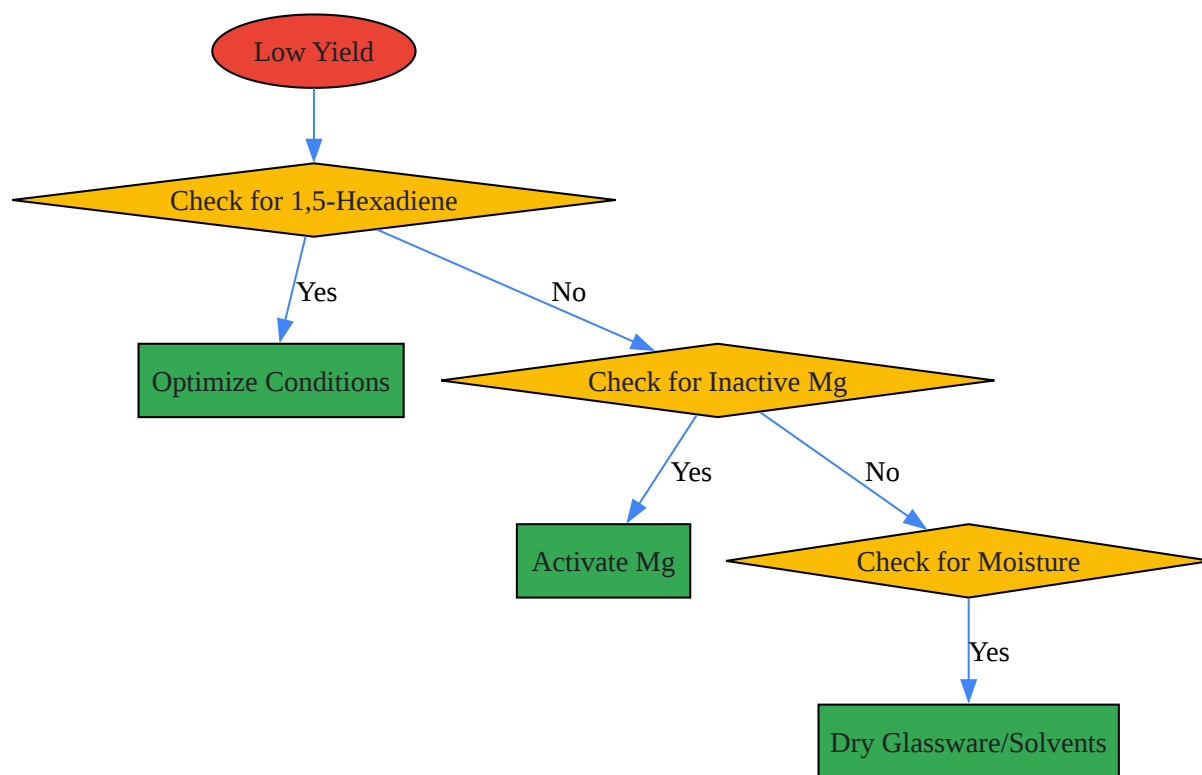 Low Yield
Check for 1,5-Hexadiene
Yes
No
Optimize Conditions
Check for Inactive Mg
Yes
No
Activate Mg
Check for Moisture
Yes
Dry Glassware/Solvents